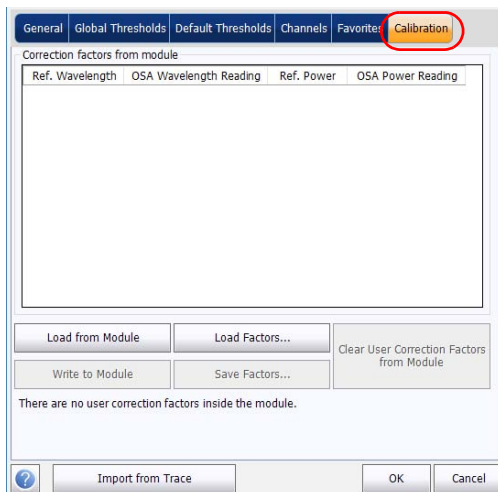 General Global Thresholds Default Thresholds Channels Favorites Calibration
Correction factors from module
Ref. Wavelength OSA Wavelength Reading Ref. Power OSA Power Reading
Load from Module Load Factors... Clear User Correction Factors from Module
Write to Module Save Factors...
There are no user correction factors inside the module.
? Import from Trace OK Cancel